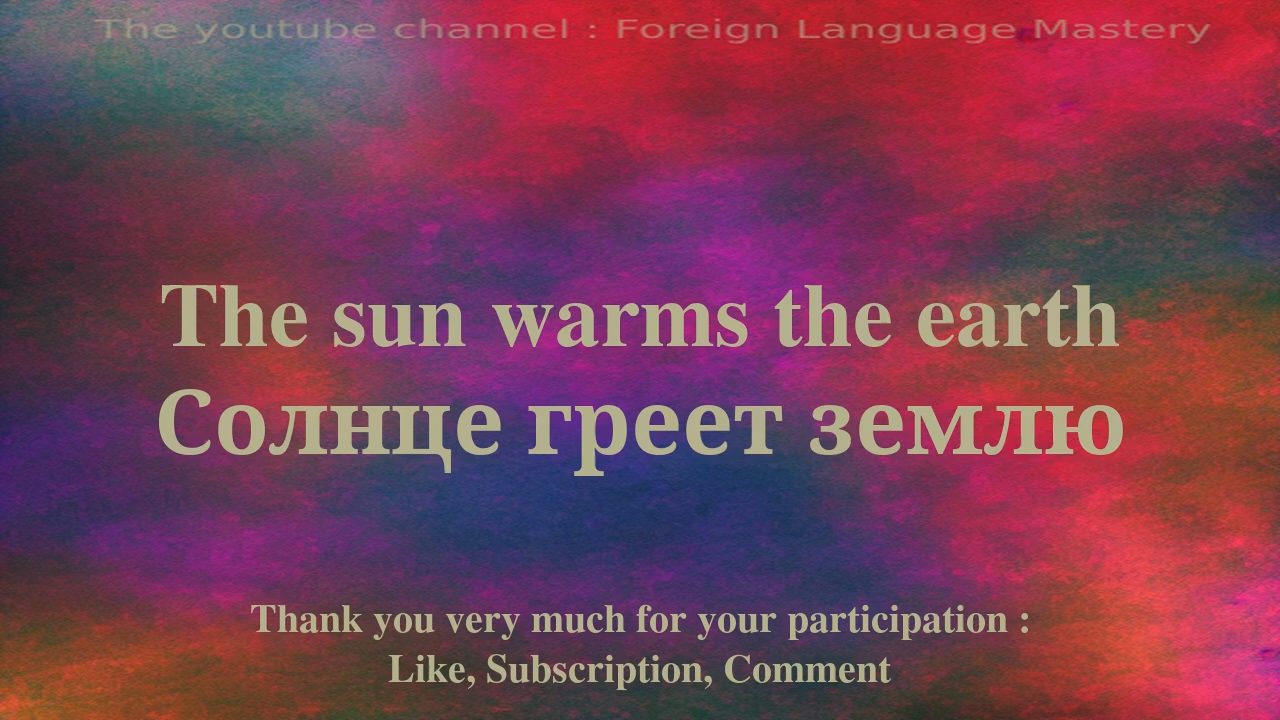 The youtube channel : Foreign Language Mastery
The sun warms the earth
Солнце греет землю
Thank you very much for your participation :
Like, Subscription, Comment